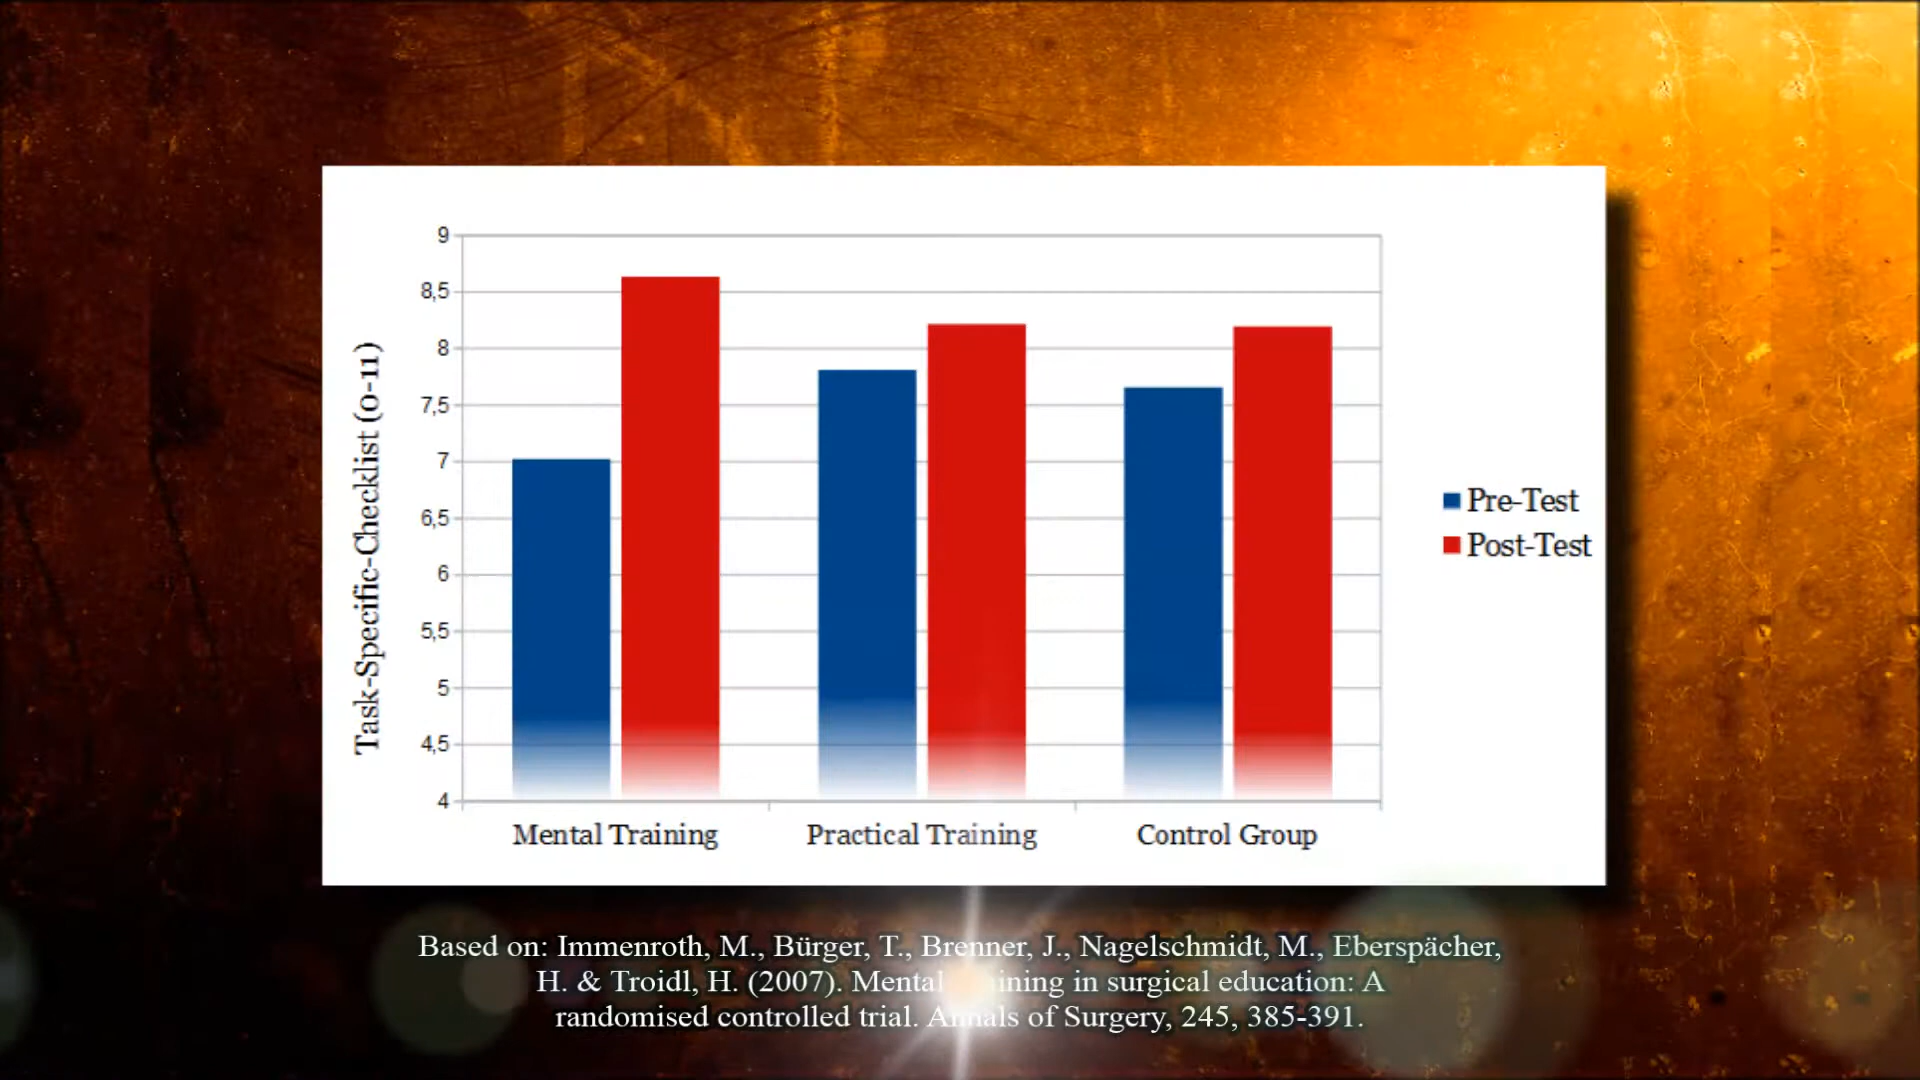 9
8,5
8
7,5
7
6,5
6
5,5
5
4,5
4
Task-Specific-Checklist (0-11)
Mental Training
Practical Training
Control Group
Pre-Test
Post-Test
Based on: Immenroth, M., Bürger, T., Brenner, J., Nagelschmidt, M., Eberspächer,
H. & Troidl, H. (2007). Mental Training in surgical education: A
randomised controlled trial. Annals of Surgery, 245, 385-391.